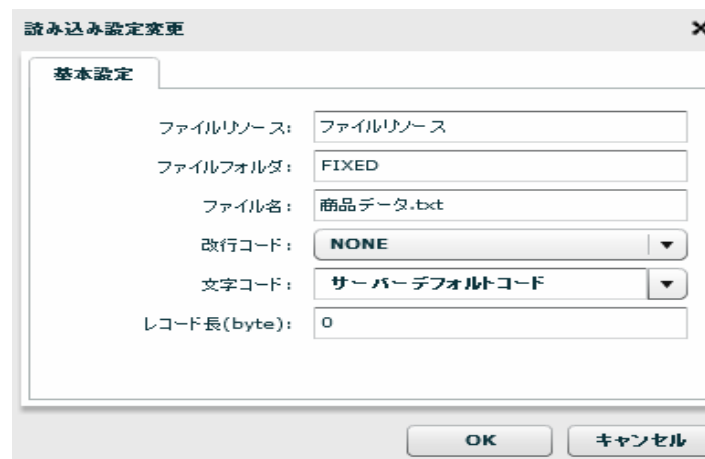 読み込み設定変更
基本設定
ファイルリソース: ファイルリソース
ファイルフォルダ: FIXED
ファイル名: 商品データ.txt
改行コード: NONE
文字コード: サーバーデフォルトコード
レコード長(byte): 0
OK キャンセル